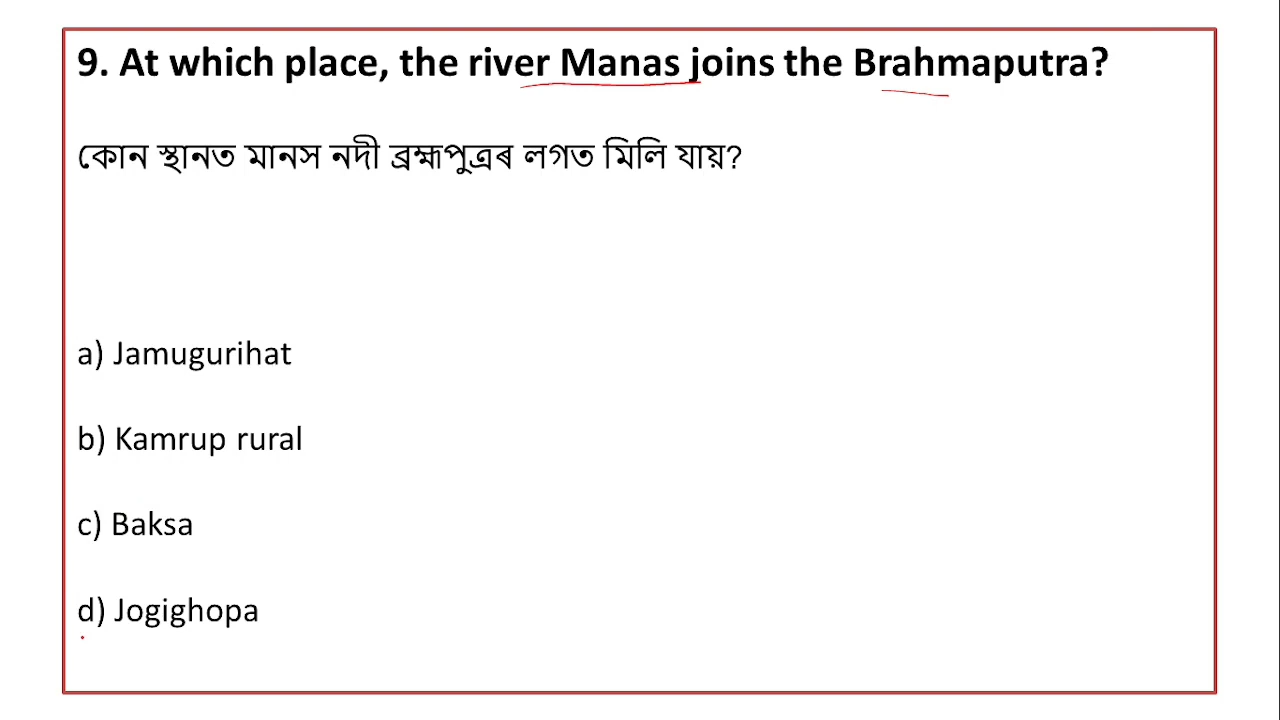 9. At which place, the river Manas joins the Brahmaputra?
কোন স্থানত মানস নদী ব্ৰহ্মপুত্ৰৰ লগত মিলি যায়?
a) Jamugurihat
b) Kamrup rural
c) Baksa
d) Jogighopa